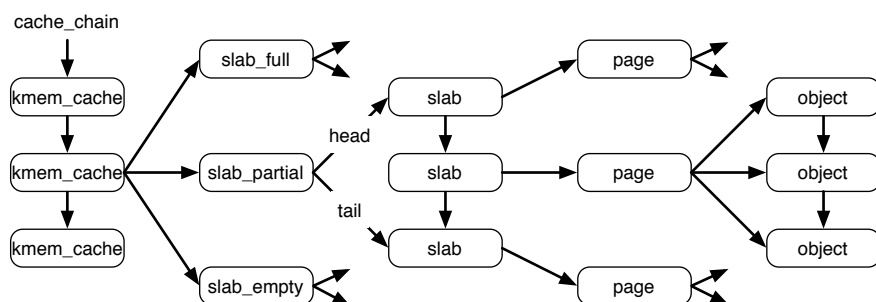 cache_chain
slab_full
page
kmem_cache
slab
object
head
kmem_cache
slab_partial
slab
page
object
tail
kmem_cache
slab
object
slab_empty
page